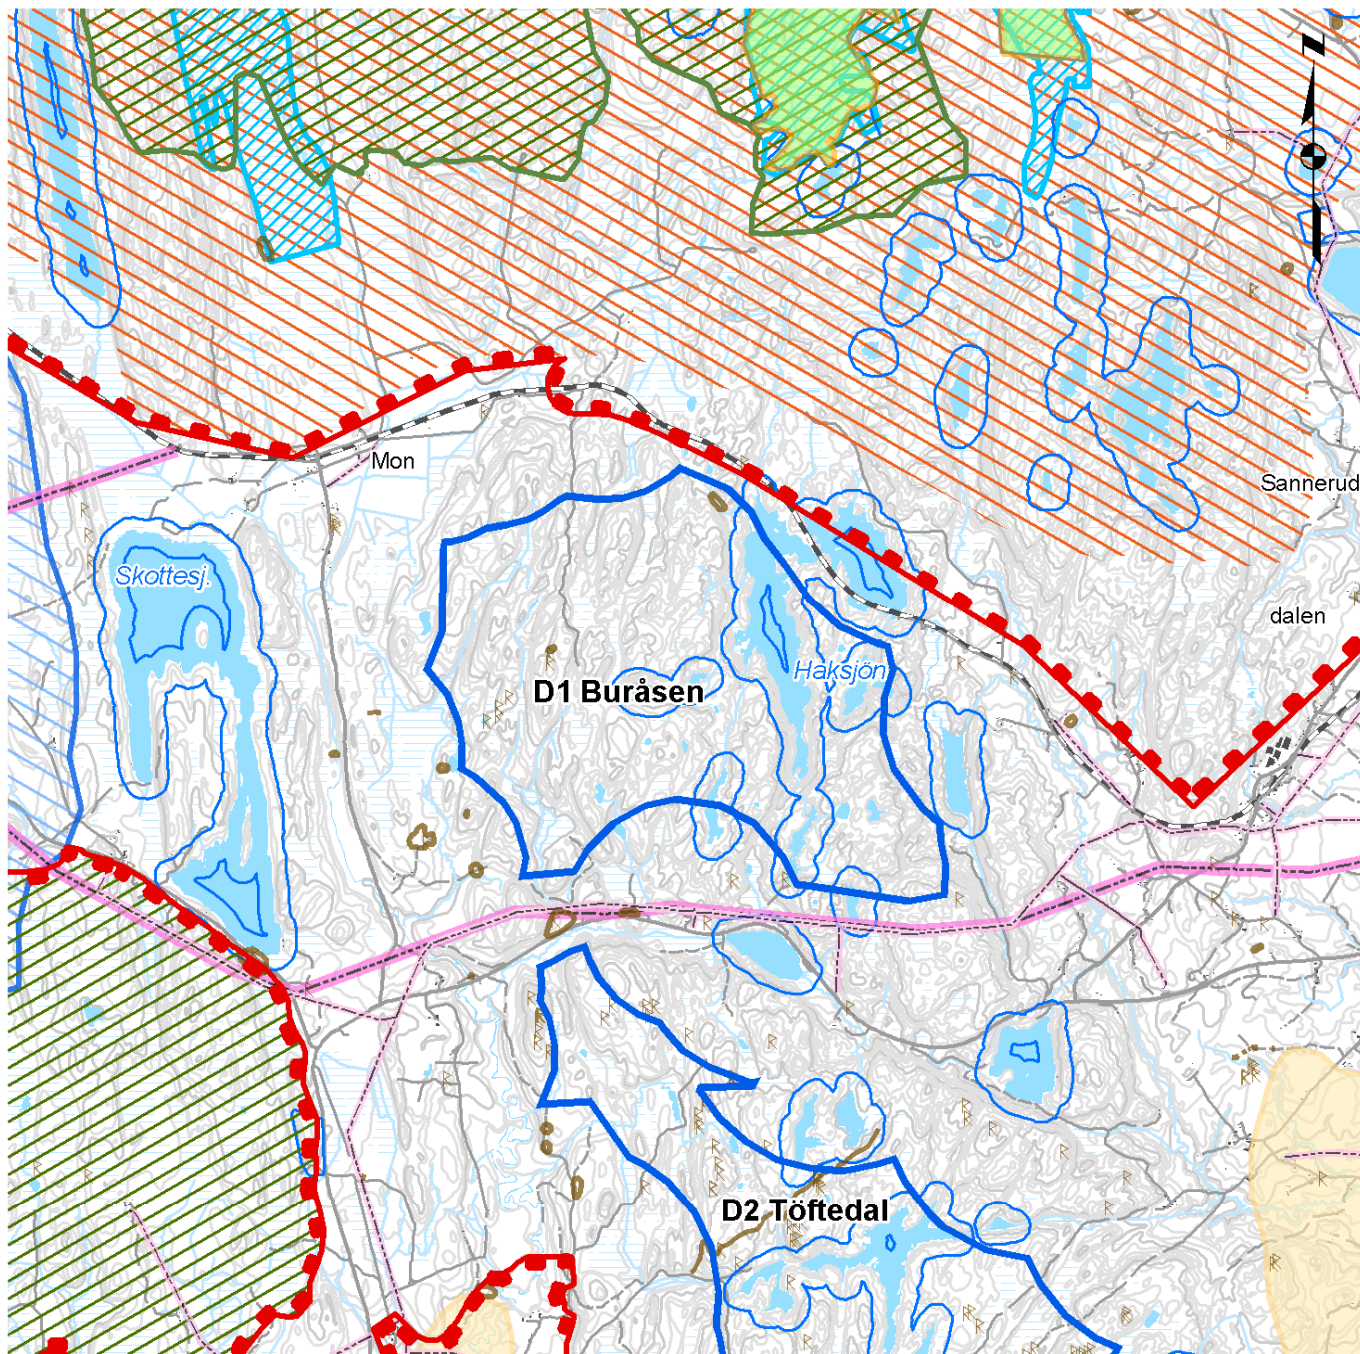 N
Mon
Sannerud
Skottesj.
dalen
Haksjön
D1 Buråsen
D2 Töftedal